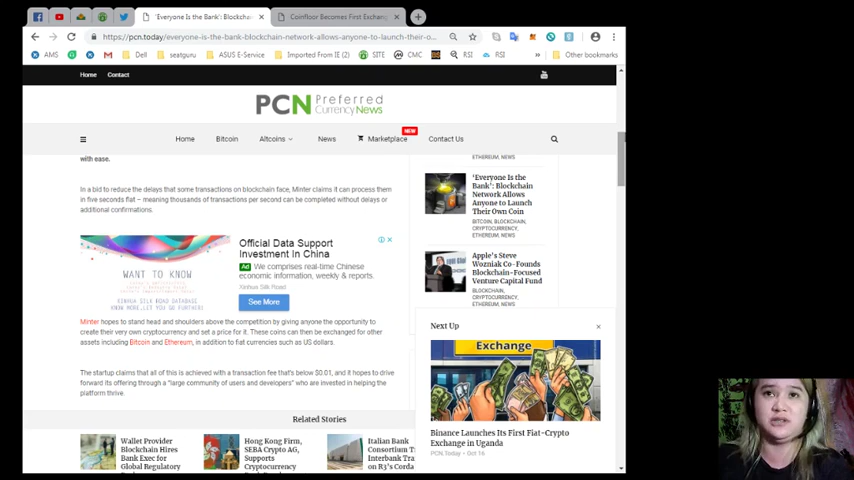 'Everyone Is the Bank': Blockchai
Coinfloor Becomes First Exchang
https://pcn.today/everyone-is-the-bank-blockchain-network-allows-anyone-to-launch-their-o...
AMS
Dell
seatguru
ASUS E-Service
Imported From IE (2)
SITE
CMC
RSI
RSI
»
Other bookmarks
Home
Contact
PCN Preferred
Currency News
NEW
Home
Bitcoin
Altcoins
News
Marketplace
Contact Us
with ease.
In a bid to reduce the delays that some transactions on blockchain face, Minter claims it can process them
in five seconds flat – meaning thousands of transactions per second can be completed without delays or
additional confirmations.
WANT TO KNOW
XINHUA SILK ROAD DATABASE
KNOW MORE,LET YOU GO FURTHER
Official Data Support
Investment In China
Ad We comprises real-time Chinese
economic information, weekly & reports.
Xinhua Silk Road
See More
Minter hopes to stand head and shoulders above the competition by giving anyone the opportunity to
create their very own cryptocurrency and set a price for it. These coins can then be exchanged for other
assets including Bitcoin and Ethereum, in addition to fiat currencies such as US dollars.
The startup claims that all of this is achieved with a transaction fee that's below $0.01, and it hopes to drive
forward its offering through a "large community of users and developers" who are invested in helping the
platform thrive.
Related Stories
Wallet Provider
Blockchain Hires
Bank Exec for
Global Regulatory
Hong Kong Firm,
SEBA Crypto AG,
Supports
Cryptocurrency
Italian Bank
Consortium T
Interbank Tra
on R3's Corda
CRYPTOCURRENCY,
ETHEREUM, NEWS
'Everyone Is the
Bank': Blockchain
Network Allows
Anyone to Launch
Their Own Coin
BITCOIN, BLOCKCHAIN,
CRYPTOCURRENCY,
ETHEREUM, NEWS
Apple's Steve
Wozniak Co-Founds
Blockchain-Focused
Venture Capital Fund
BLOCKCHAIN,
CRYPTOCURRENCY,
Next Up
Exchange
Binance Launches Its First Fiat-Crypto
Exchange in Uganda
PCN.Today - Oct 16